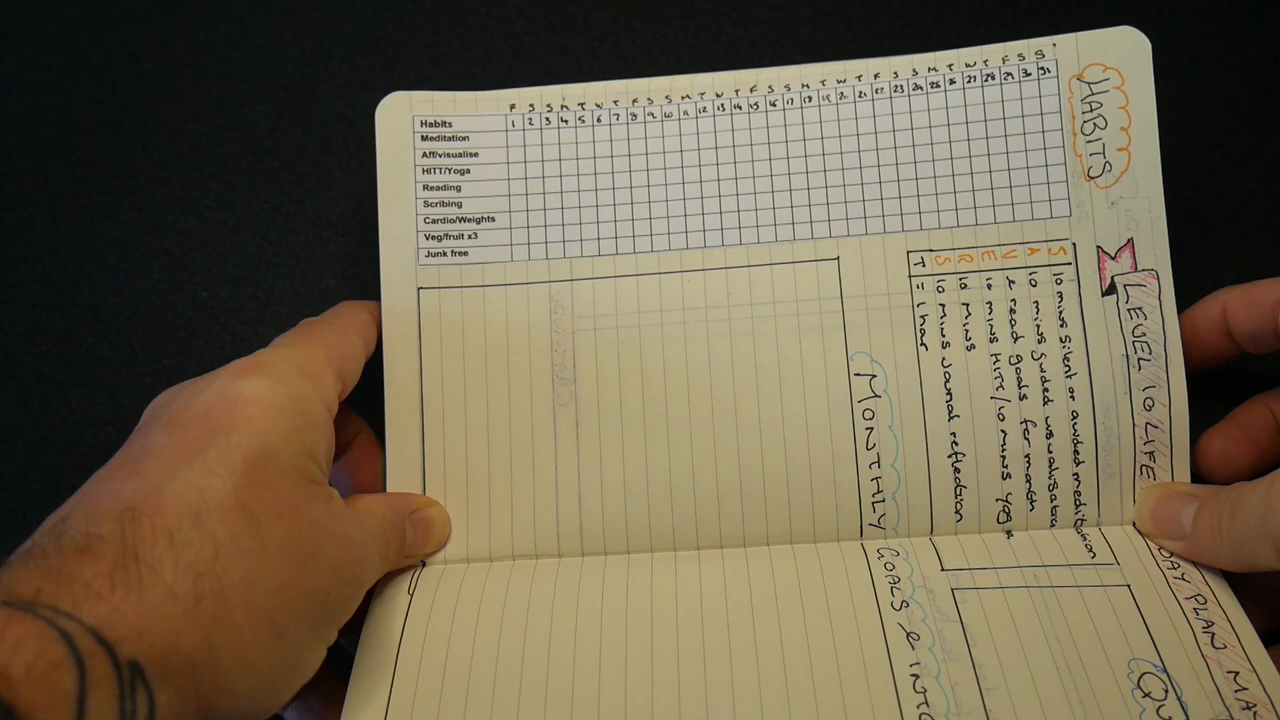 HABITS
F S S M T W T F S S M T W T F S S M T W T F S S M T W T F S S
Habits 1 2 3 4 5 6 7 8 9 10 11 12 13 14 15 16 17 18 19 20 21 22 23 24 25 26 27 28 29 30 31
Meditation
Aff/visualise
HITT/Yoga
Reading
Scribing
Cardio/Weights
Veg/fruit x3
Junk free
LEVEL 10 LIFE
DAY PLAN / MA
S 10 mins silent or guided meditation
A 10 mins guided visualisation
V & read goals for month
E 10 mins HITT/10 mins yoga
R 10 mins
S 10 mins journal reflection
T = 1 hour
MONTHLY GOALS &
QU